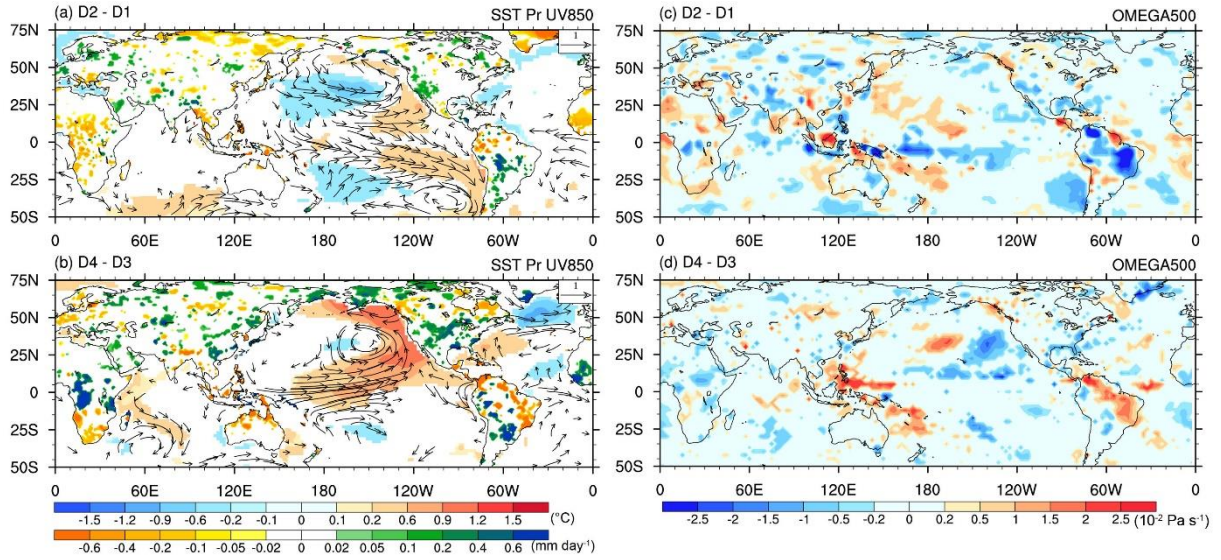 (a) D2 - D1 SST Pr UV850
1
75N
50N
25N
0
25S
50S
0 60E 120E 180 120W 60W 0
(c) D2 - D1 OMEGA500
75N
50N
25N
0
25S
50S
0 60E 120E 180 120W 60W 0
(b) D4 - D3 SST Pr UV850
1
75N
50N
25N
0
25S
50S
0 60E 120E 180 120W 60W 0
(d) D4 - D3 OMEGA500
75N
50N
25N
0
25S
50S
0 60E 120E 180 120W 60W 0
-1.5 -1.2 -0.9 -0.6 -0.2 -0.1 0 0.1 0.2 0.6 0.9 1.2 1.5 (°C)
-0.6 -0.4 -0.2 -0.1 -0.05 -0.02 0 0.02 0.05 0.1 0.2 0.4 0.6 (mm day⁻¹)
-2.5 -2 -1.5 -1 -0.5 -0.2 0 0.2 0.5 1 1.5 2 2.5 (10⁻² Pa s⁻¹)